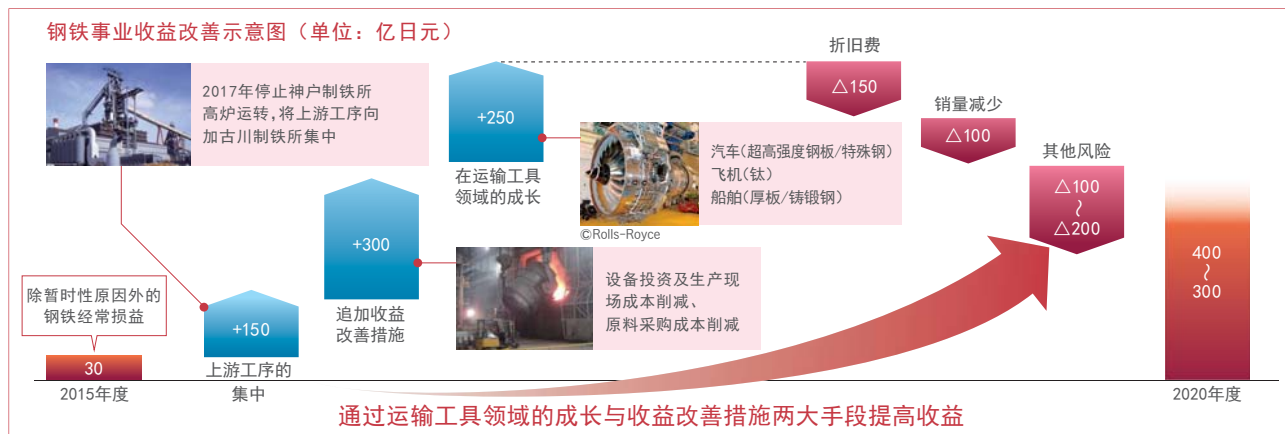 钢铁事业收益改善示意图（单位：亿日元）
2017年停止神户制铁所
高炉运转，将上游工序向
加古川制铁所集中
除暂时性原因外的
钢铁经常损益
30
2015年度
+150
上游工序的
集中
+300
追加收益
改善措施
设备投资及生产现
场成本削减、
原料采购成本削减
+250
在运输工具
领域的成长
©Rolls-Royce
汽车（超高强度钢板/特殊钢）
飞机（钛）
船舶（厚板/铸锻钢）
折旧费
△150
销量减少
△100
其他风险
△100
～
△200
400
～
300
2020年度
通过运输工具领域的成长与收益改善措施两大手段提高收益